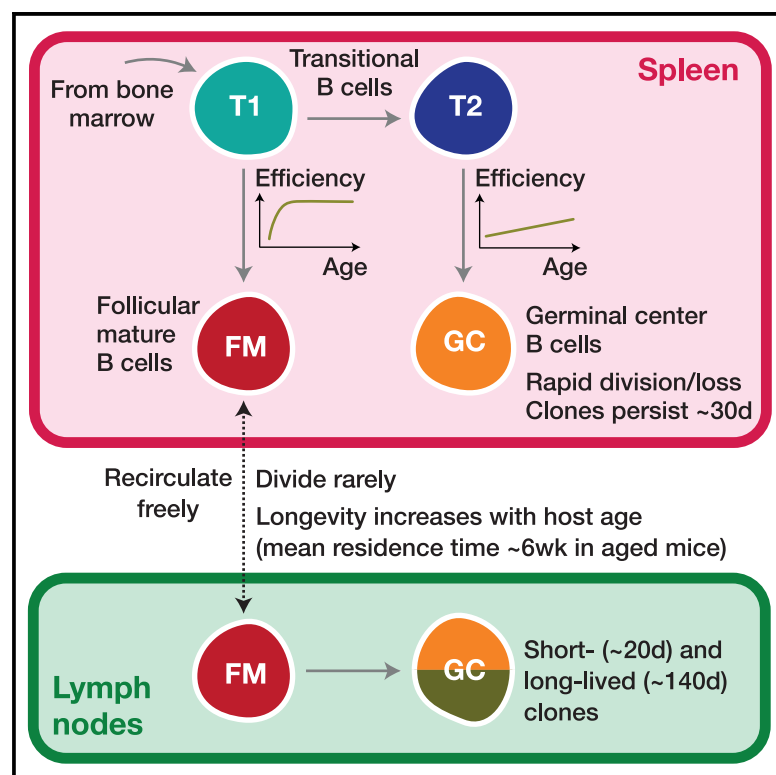 Spleen
From bone
marrow
T1
Transitional
B cells
T2
Efficiency
Age
Efficiency
Age
Follicular
mature
B cells
FM
GC
Germinal center
B cells
Rapid division/loss
Clones persist ~30d
Recirculate
freely
Divide rarely
Longevity increases with host age
(mean residence time ~6wk in aged mice)
Lymph
nodes
FM
GC
Short- (~20d) and
long-lived (~140d)
clones